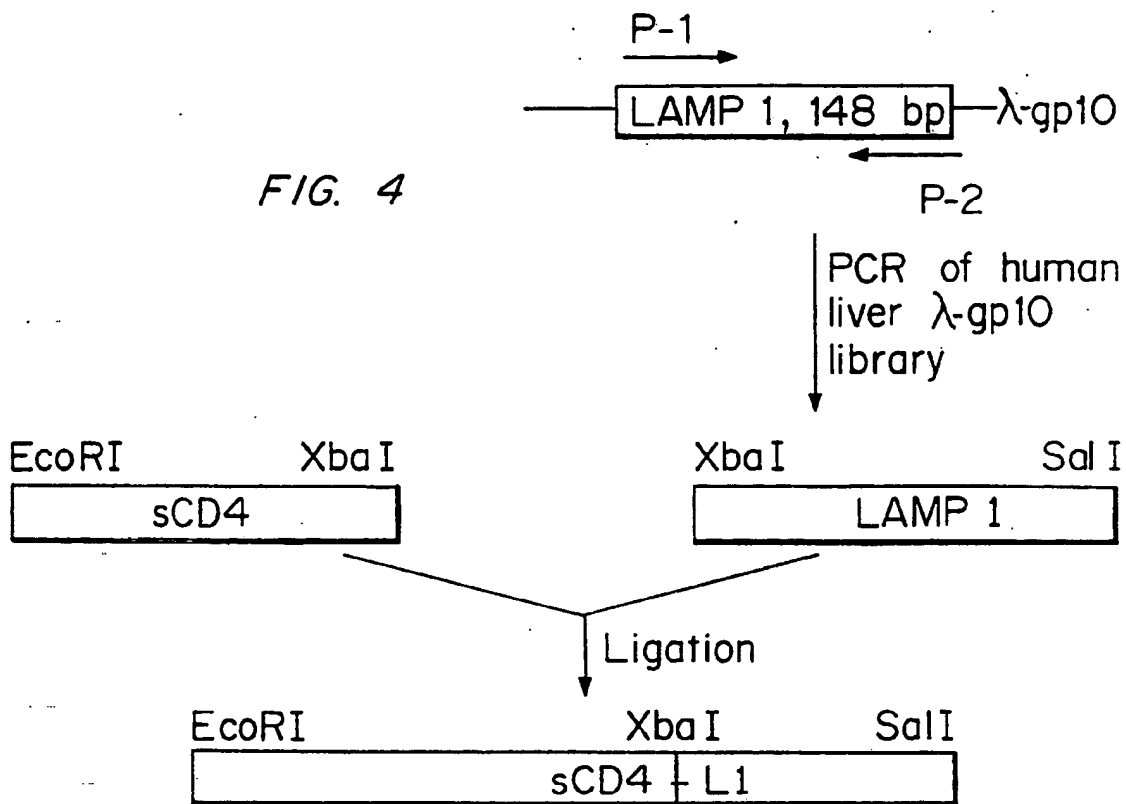 P-1
LAMP 1, 148 bp
λ-gp10
FIG. 4
P-2
PCR of human
liver λ-gp10
library
EcoRI XbaI
sCD4
XbaI SalI
LAMP 1
Ligation
EcoRI XbaI SalI
sCD4 - L1